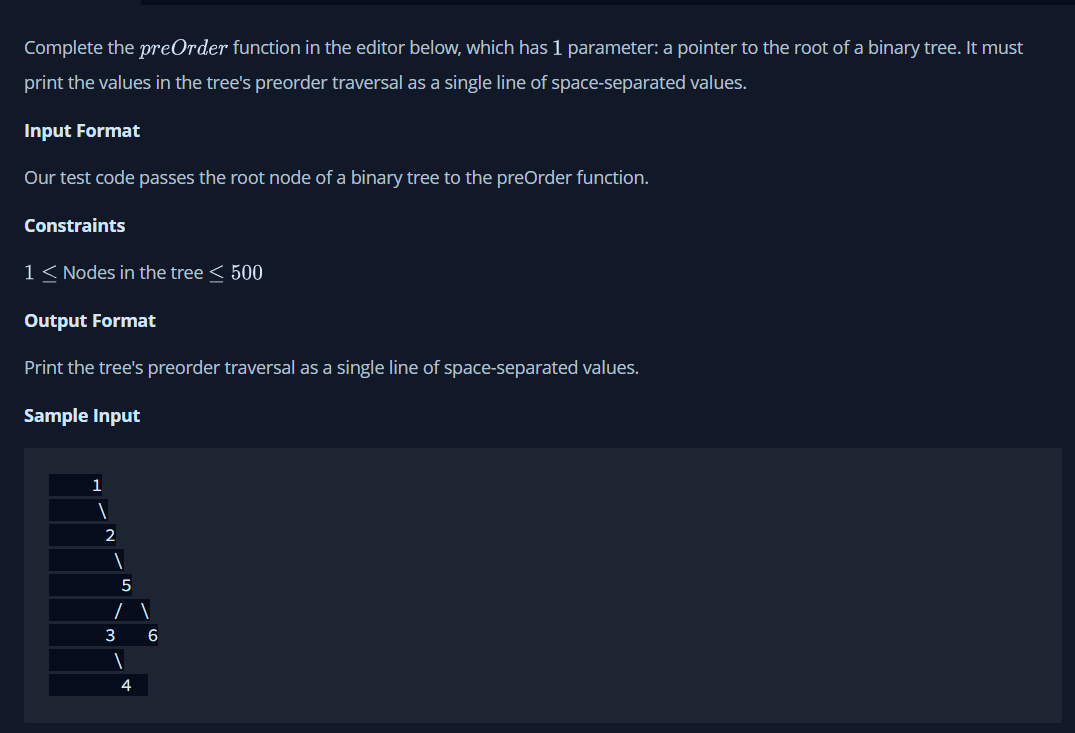 Complete the preOrder function in the editor below, which has 1 parameter: a pointer to the root of a binary tree. It must
print the values in the tree's preorder traversal as a single line of space-separated values.
Input Format
Our test code passes the root node of a binary tree to the preOrder function.
Constraints
1 ≤ Nodes in the tree ≤ 500
Output Format
Print the tree's preorder traversal as a single line of space-separated values.
Sample Input
1
\
2
\
5
/ \
3 6
\
4